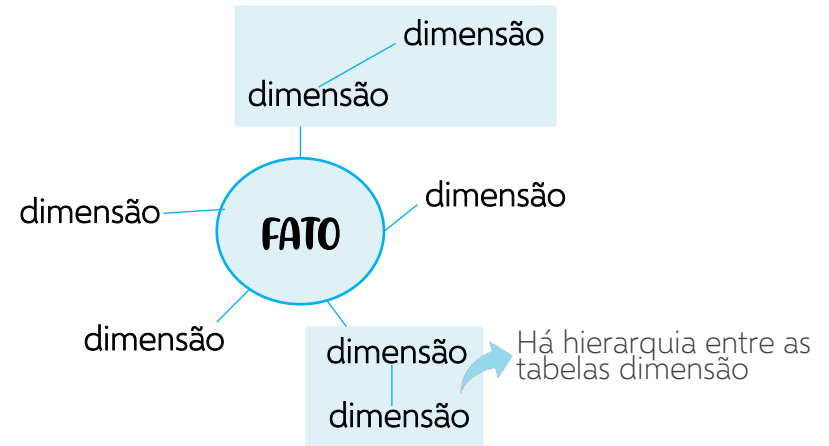 dimensão
dimensão
dimensão
dimensão
FATO
dimensão
dimensão
Há hierarquia entre as
tabelas dimensão
dimensão